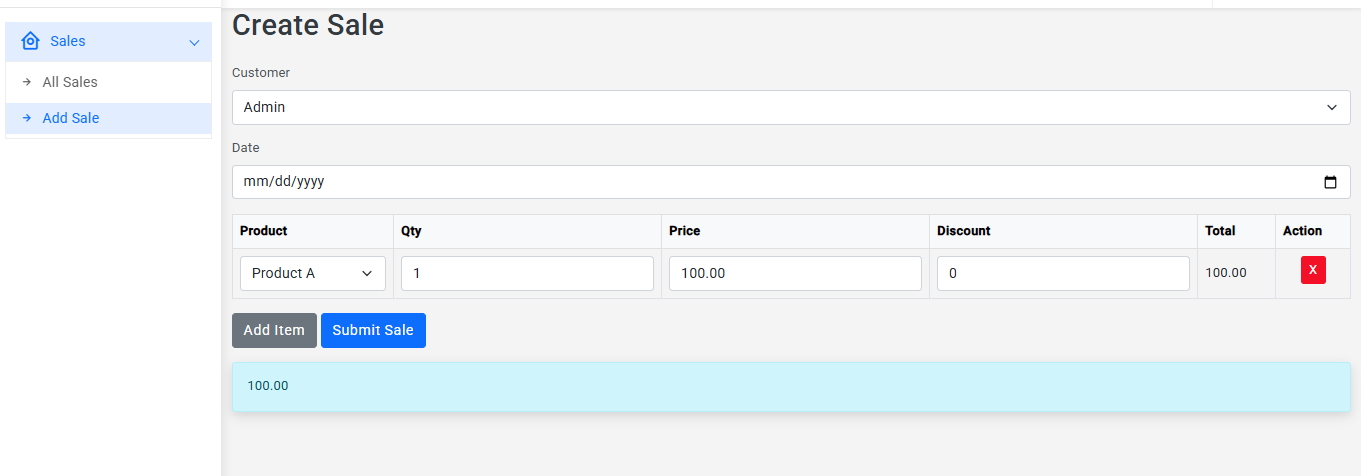 Sales
All Sales
Add Sale
Create Sale
Customer
Admin
Date
mm/dd/yyyy
Product Qty Price Discount Total Action
Product A 1 100.00 0 100.00 X
Add Item Submit Sale
100.00